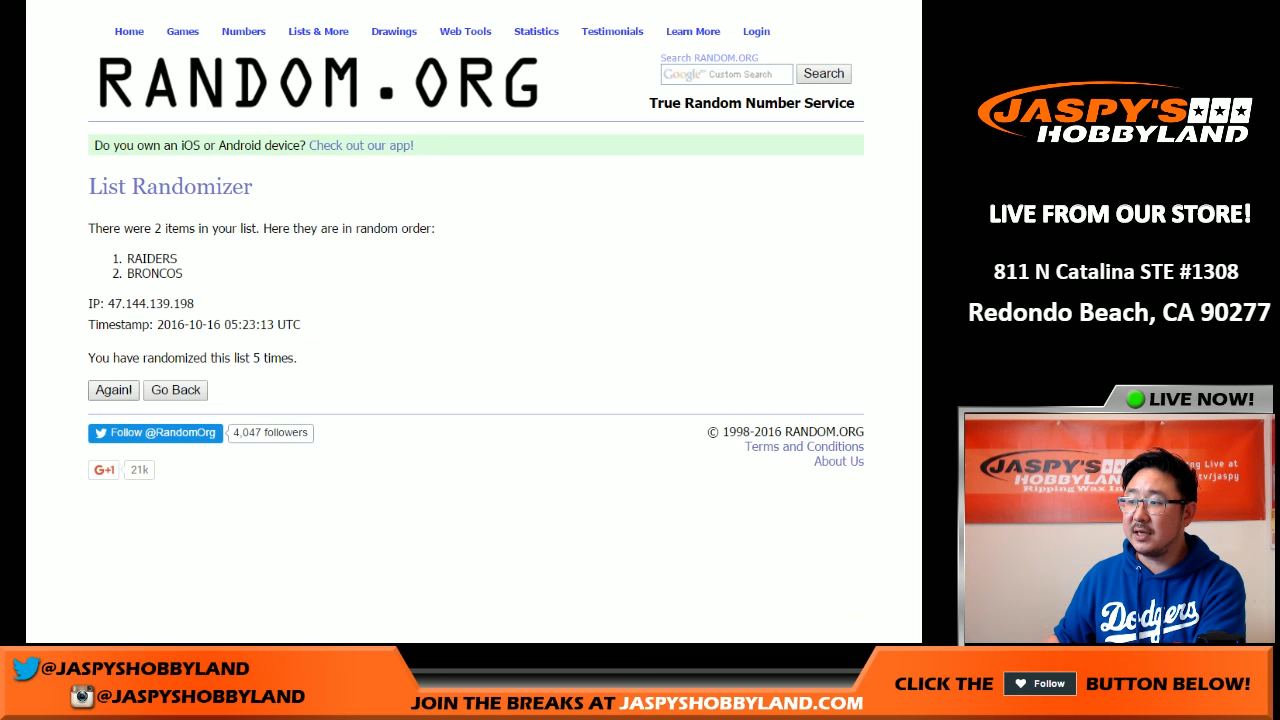 Home Games Numbers Lists & More Drawings Web Tools Statistics Testimonials Learn More Login
RANDOM.ORG
Search RANDOM.ORG
Google™ Custom Search Search
True Random Number Service
Do you own an iOS or Android device? Check out our app!
List Randomizer
There were 2 items in your list. Here they are in random order:
1. RAIDERS
2. BRONCOS
IP: 47.144.139.198
Timestamp: 2016-10-16 05:23:13 UTC
You have randomized this list 5 times.
Again! Go Back
Follow @RandomOrg 4,047 followers
G+1 21k
© 1998-2016 RANDOM.ORG
Terms and Conditions
About Us
JASPY'S
HOBBYLAND
LIVE FROM OUR STORE!
811 N Catalina STE #1308
Redondo Beach, CA 90277
LIVE NOW!
JASPY'S
HOBBYLAND
Ripping Wax
ng Live at
tv/jaspy
Dodgers
@JASPYSHOBBYLAND
@JASPYSHOBBYLAND
JOIN THE BREAKS AT JASPYSHOBBYLAND.COM
CLICK THE Follow BUTTON BELOW!